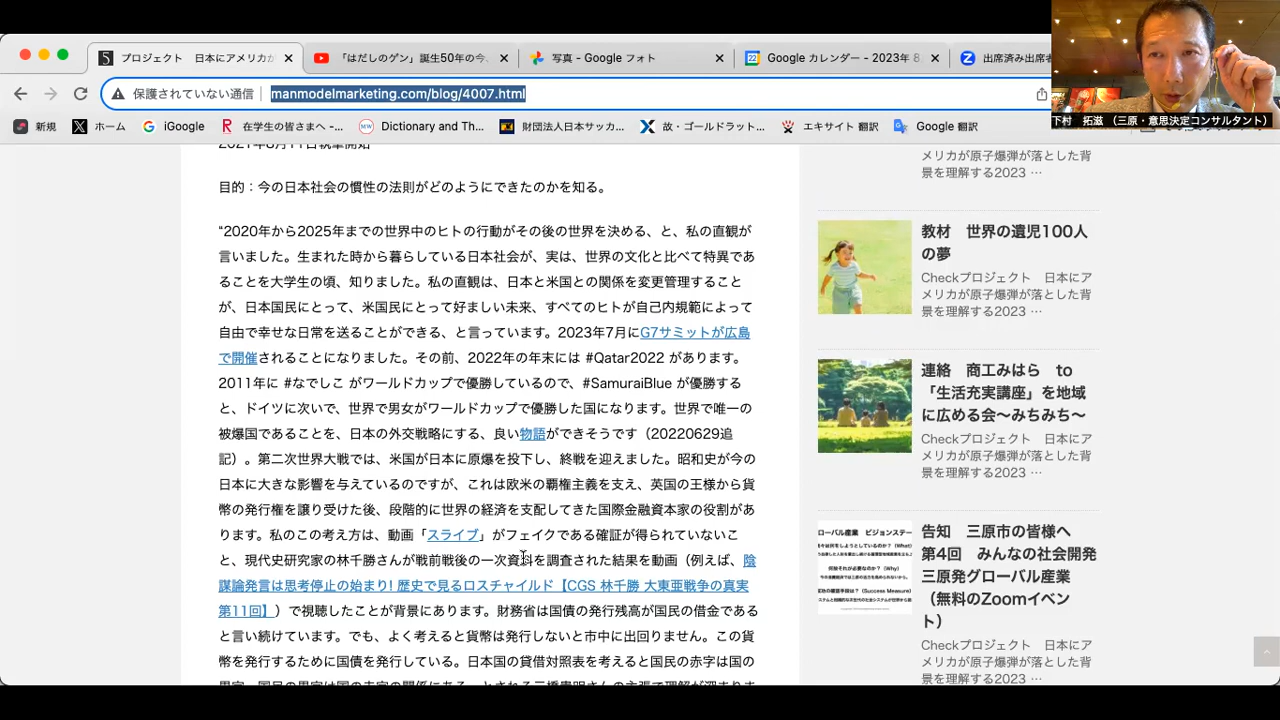 プロジェクト　日本にアメリカが
「はだしのゲン」誕生50年の今、
写真 - Google フォト
Google カレンダー - 2023年 8
出席済み出席者
保護されていない通信
manmodelmarketing.com/blog/4007.html
新規
ホーム
iGoogle
在学生の皆さまへ -...
Dictionary and Th...
財団法人日本サッカ...
故・ゴールドラット...
エキサイト 翻訳
Google 翻訳
下村　拓滋 （三原・意思決定コンサルタント）
2021年8月11日執筆開始
目的：今の日本社会の慣性の法則がどのようにできたのかを知る。
“2020年から2025年までの世界中のヒトの行動がその後の世界を決める、と、私の直観が
言いました。生まれた時から暮らしている日本社会が、実は、世界の文化と比べて特異であ
ることを大学生の頃、知りました。私の直観は、日本と米国との関係を変更管理すること
が、日本国民にとって、米国民にとって好ましい未来、すべてのヒトが自己内規範によって
自由で幸せな日常を送ることができる、と言っています。2023年7月にG7サミットが広島
で開催されることになりました。その前、2022年の年末には #Qatar2022 があります。
2011年に #なでしこ がワールドカップで優勝しているので、#SamuraiBlue が優勝する
と、ドイツに次いで、世界で男女がワールドカップで優勝した国になります。世界で唯一の
被爆国であることを、日本の外交戦略にする、良い物語ができそうです（20220629追
記）。第二次世界大戦では、米国が日本に原爆を投下し、終戦を迎えました。昭和史が今の
日本に大きな影響を与えているのですが、これは欧米の覇権主義を支え、英国の王様から貨
幣の発行権を譲り受けた後、段階的に世界の経済を支配してきた国際金融資本家の役割があ
ります。私のこの考え方は、動画「スライブ」がフェイクである確証が得られていないこ
と、現代史研究家の林千勝さんが戦前戦後の一次資料を調査された結果を動画（例えば、陰
謀論発言は思考停止の始まり! 歴史で見るロスチャイルド【CGS 林千勝 大東亜戦争の真実
第11回】）で視聴したことが背景にあります。財務省は国債の発行残高が国民の借金である
と言い続けています。でも、よく考えると貨幣は発行しないと市中に出回りません。この貨
幣を発行するために国債を発行している。日本国の貸借対照表を考えると国民の赤字は国の
メリカが原子爆弾が落とした背
景を理解する2023 …
教材　世界の遺児100人
の夢
Checkプロジェクト　日本にア
メリカが原子爆弾が落とした背
景を理解する2023 …
連絡　商工みはら　to
「生活充実講座」を地域
に広める会～みちみち～
Checkプロジェクト　日本にア
メリカが原子爆弾が落とした背
景を理解する2023 …
告知　三原市の皆様へ
第4回　みんなの社会開発
三原発グローバル産業
（無料のZoomイベン
ト）
Checkプロジェクト　日本にア
メリカが原子爆弾が落とした背
景を理解する2023 …